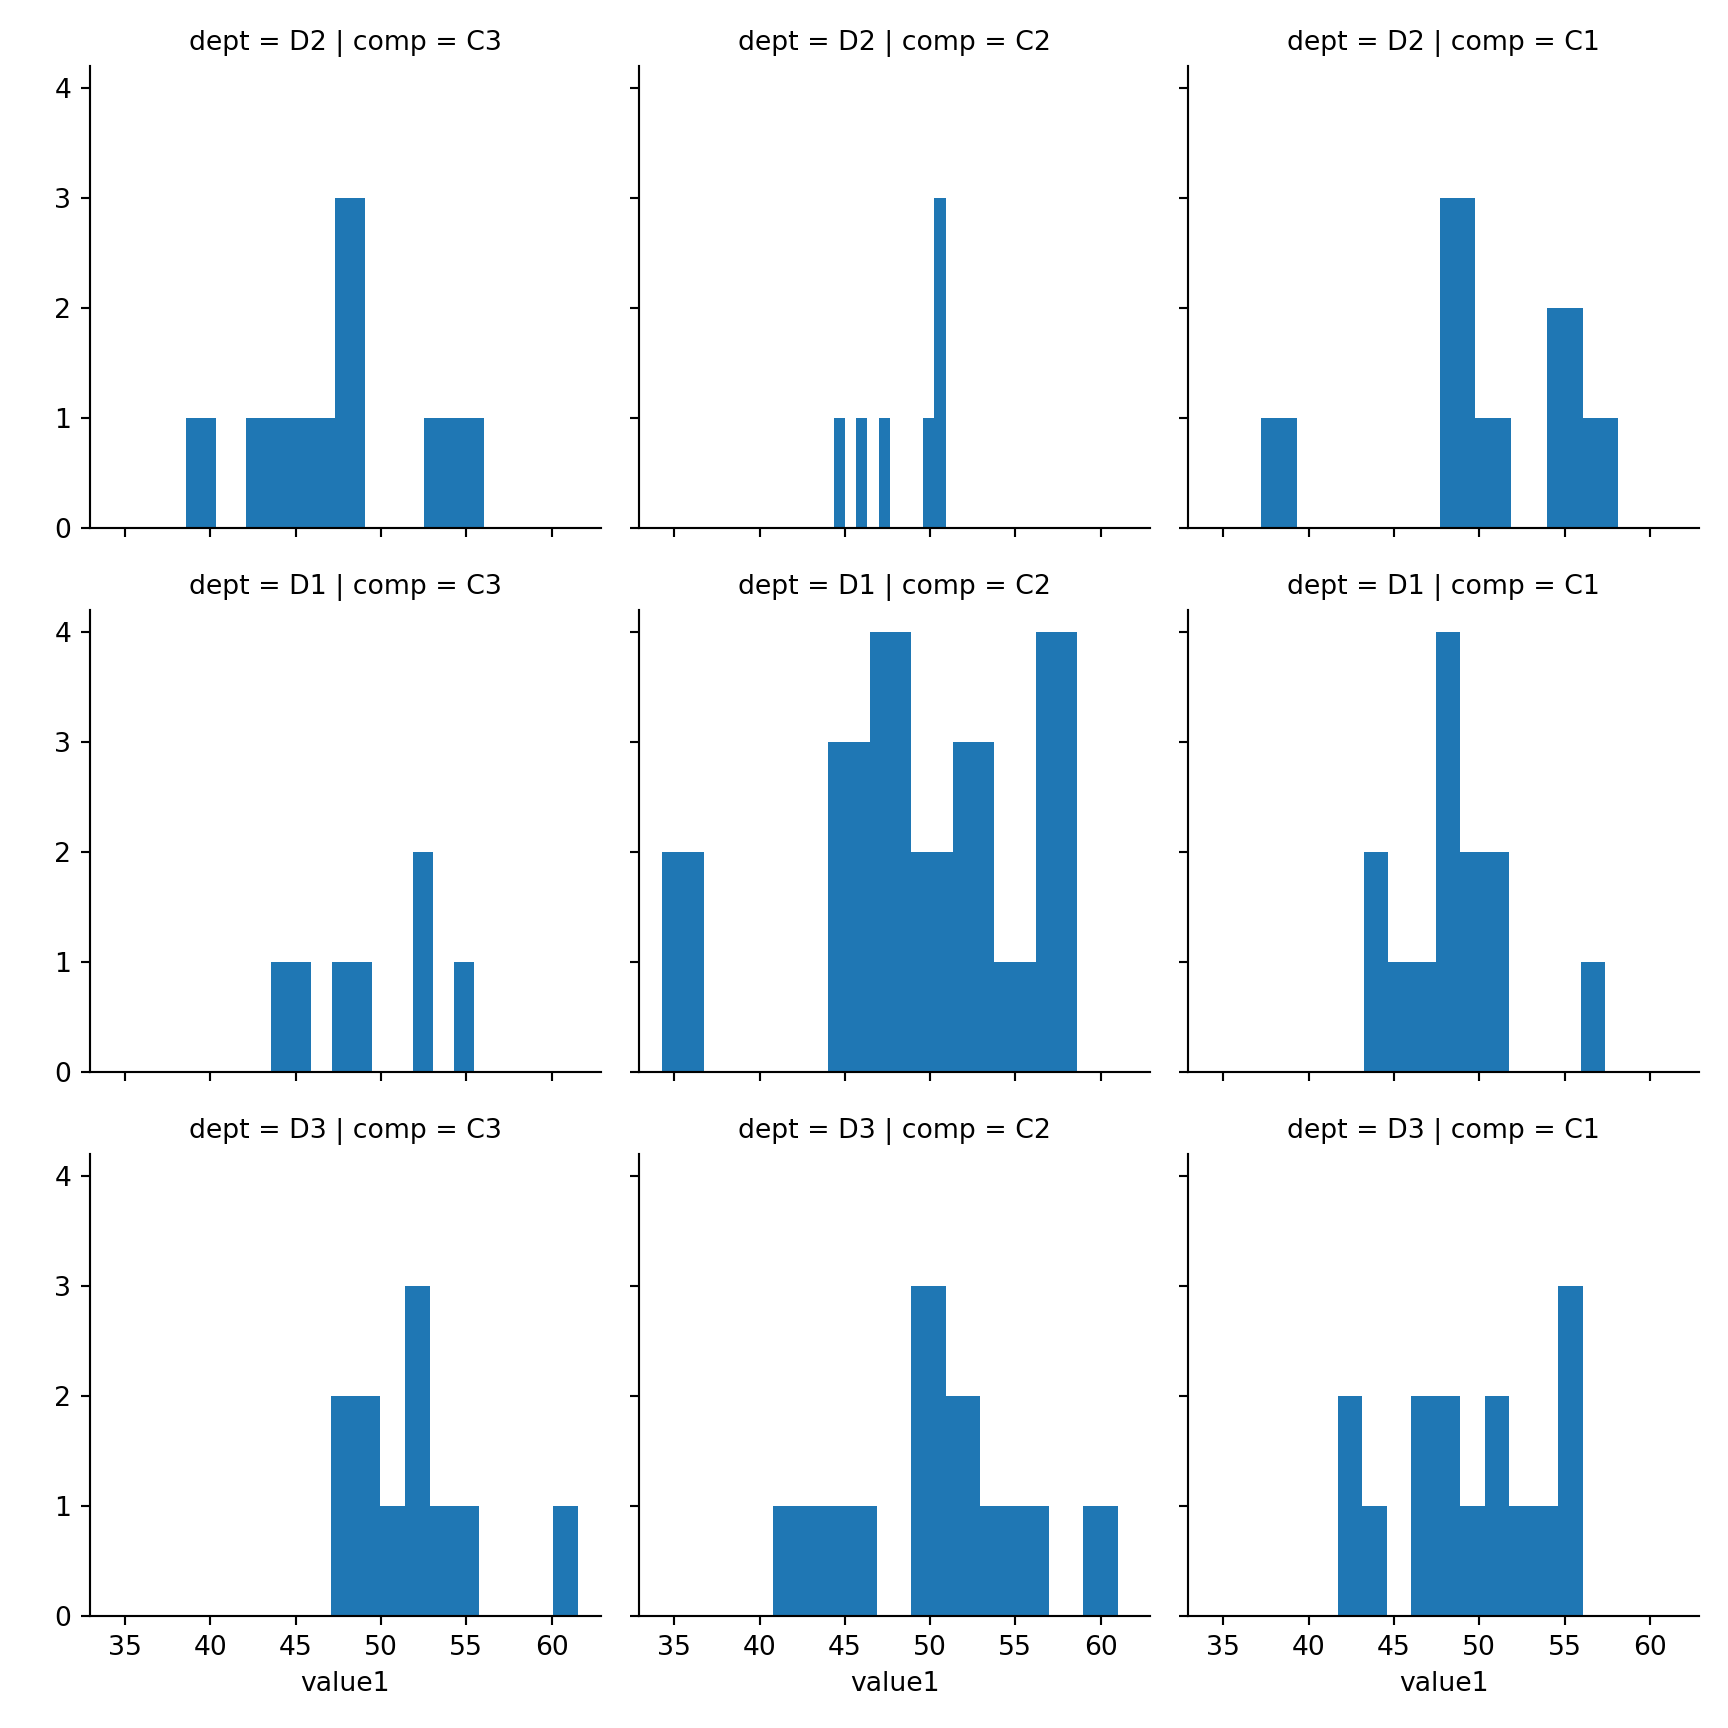 dept = D2 | comp = C3
dept = D2 | comp = C2
dept = D2 | comp = C1
4
3
2
1
0
dept = D1 | comp = C3
dept = D1 | comp = C2
dept = D1 | comp = C1
4
3
2
1
0
dept = D3 | comp = C3
dept = D3 | comp = C2
dept = D3 | comp = C1
4
3
2
1
0
35 40 45 50 55 60
35 40 45 50 55 60
35 40 45 50 55 60
value1
value1
value1